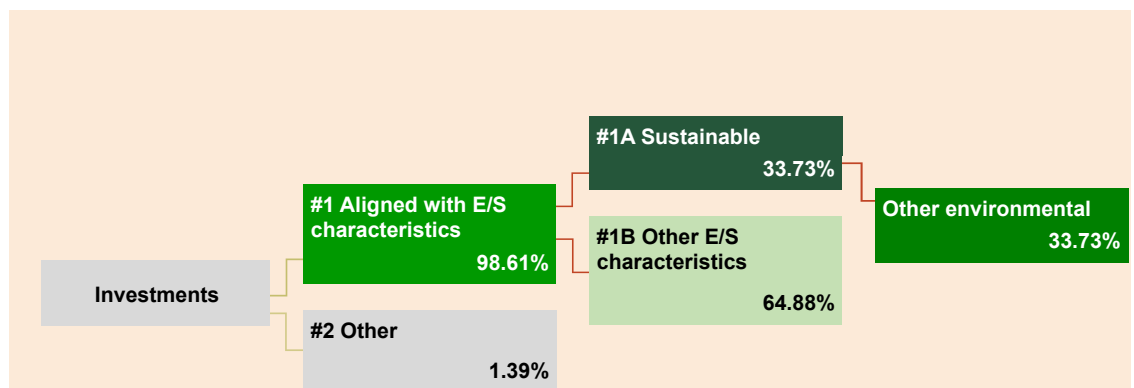 Investments
#1 Aligned with E/S
characteristics
98.61%
#2 Other
1.39%
#1A Sustainable
33.73%
#1B Other E/S
characteristics
64.88%
Other environmental
33.73%